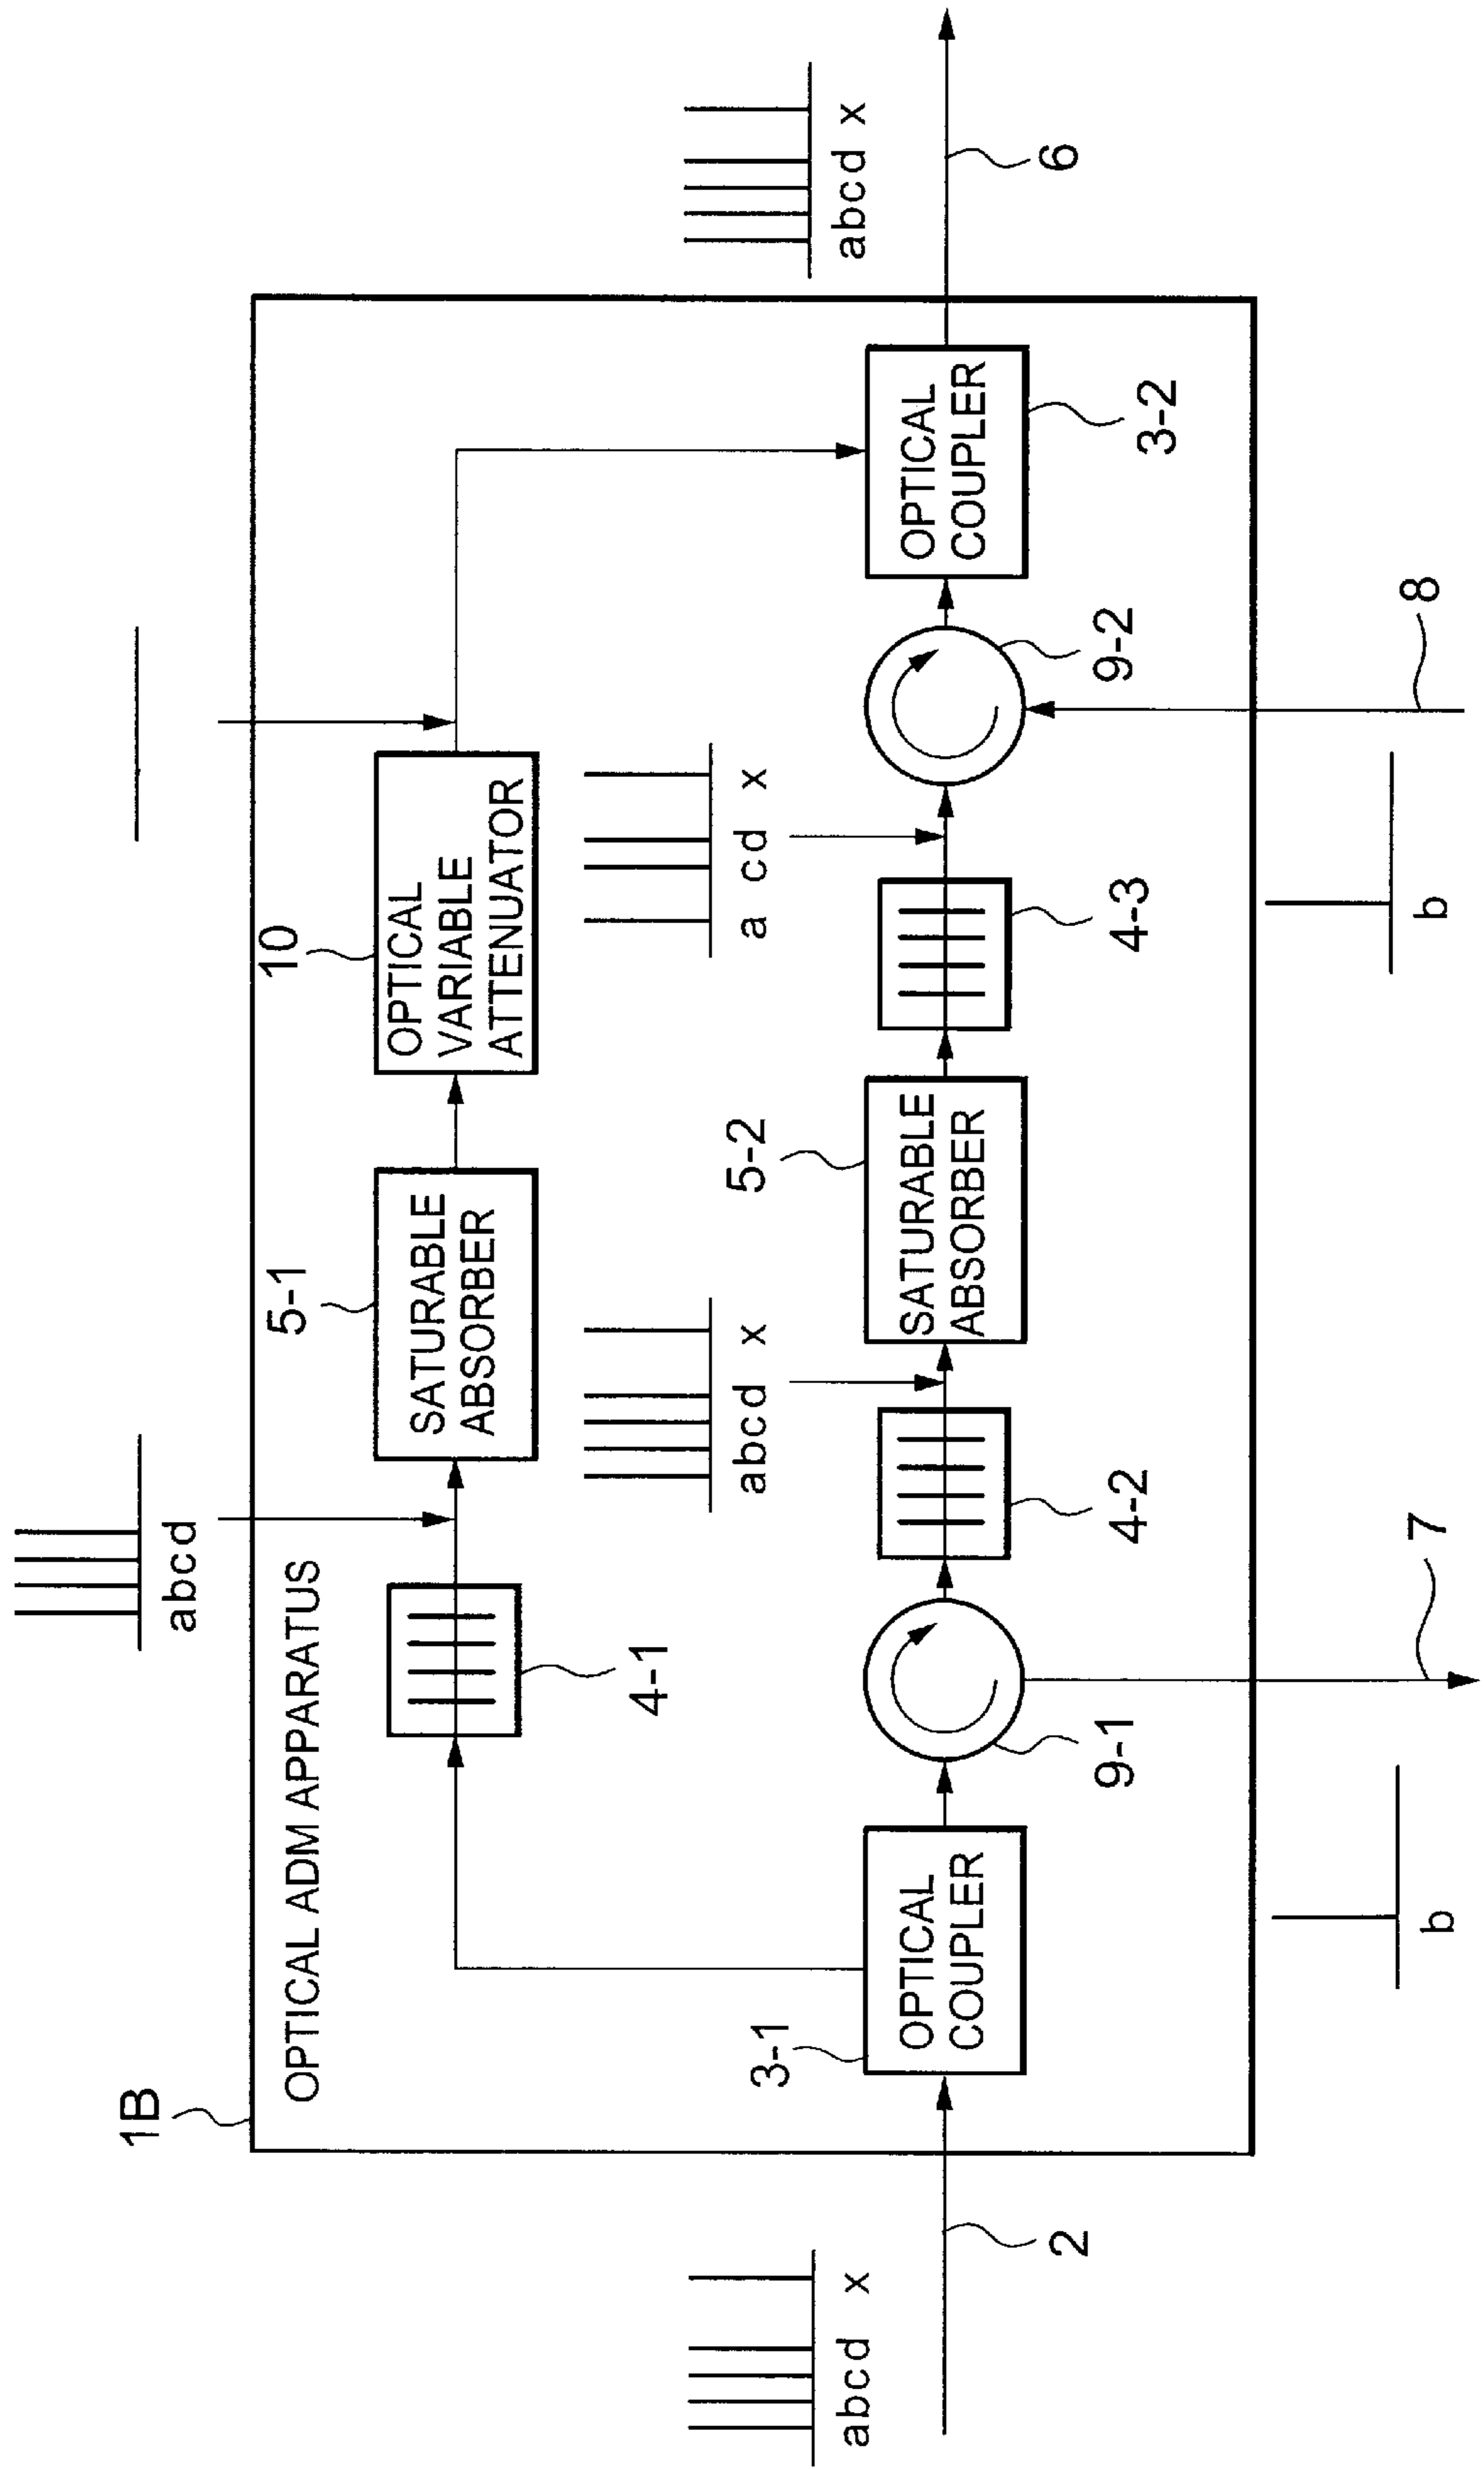 1B
OPTICAL ADM APPARATUS
abcd
4-1
5-1
SATURABLE
ABSORBER
10
OPTICAL
VARIABLE
ATTENUATOR
abcd x
2
3-1
OPTICAL
COUPLER
9-1
abcd x
4-2
5-2
SATURABLE
ABSORBER
a cd x
4-3
9-2
OPTICAL
COUPLER
3-2
abcd x
6
b
7
b
8